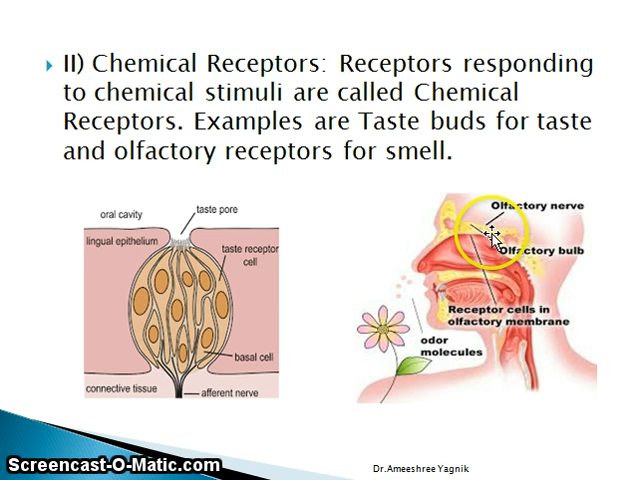 II) Chemical Receptors: Receptors responding
to chemical stimuli are called Chemical
Receptors. Examples are Taste buds for taste
and olfactory receptors for smell.
oral cavity
taste pore
lingual epithelium
taste receptor
cell
basal cell
connective tissue
afferent nerve
Olfactory nerve
Olfactory bulb
Receptor cells in
olfactory membrane
odor
molecules
Screencast-O-Matic.com
Dr.Ameeshree Yagnik